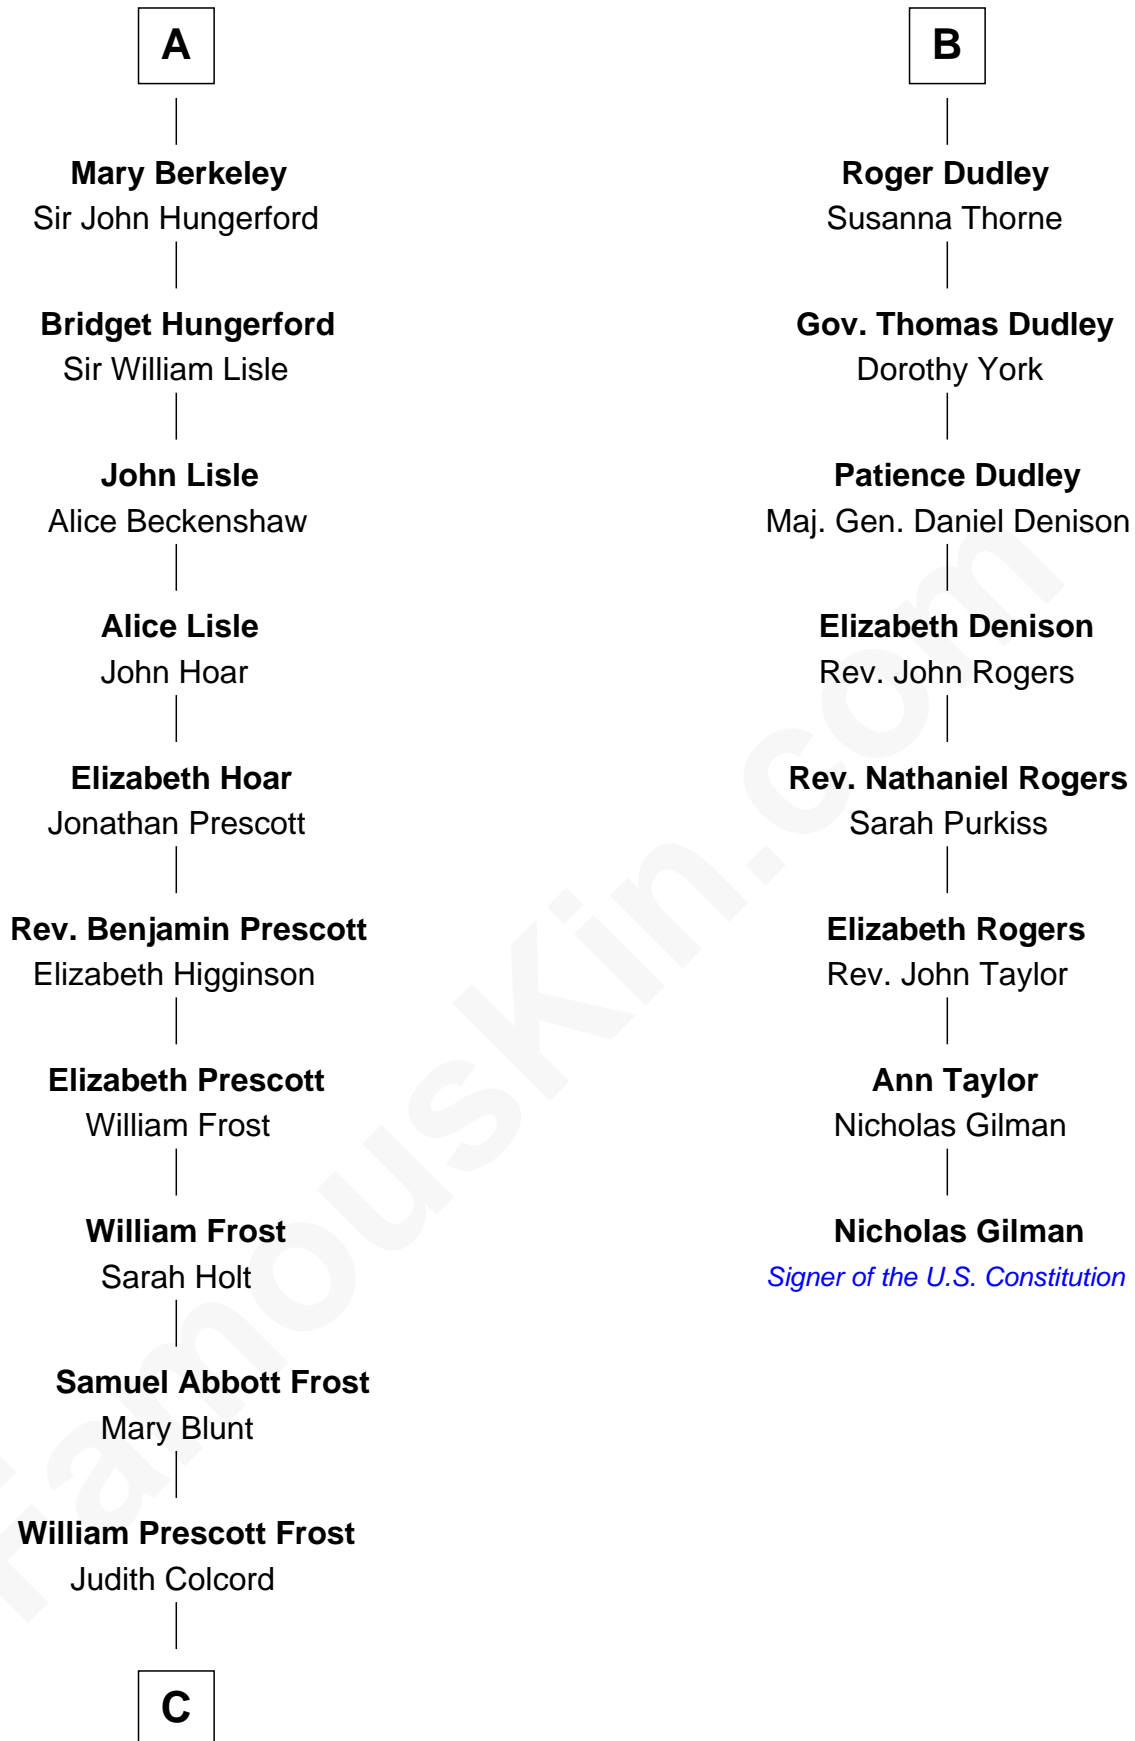 A
Mary Berkeley
Sir John Hungerford
Bridget Hungerford
Sir William Lisle
John Lisle
Alice Beckenshaw
Alice Lisle
John Hoar
Elizabeth Hoar
Jonathan Prescott
Rev. Benjamin Prescott
Elizabeth Higginson
Elizabeth Prescott
William Frost
William Frost
Sarah Holt
Samuel Abbott Frost
Mary Blunt
William Prescott Frost
Judith Colcord
C
B
Roger Dudley
Susanna Thorne
Gov. Thomas Dudley
Dorothy York
Patience Dudley
Maj. Gen. Daniel Denison
Elizabeth Denison
Rev. John Rogers
Rev. Nathaniel Rogers
Sarah Purkiss
Elizabeth Rogers
Rev. John Taylor
Ann Taylor
Nicholas Gilman
Nicholas Gilman
Signer of the U.S. Constitution
FamousKin.com